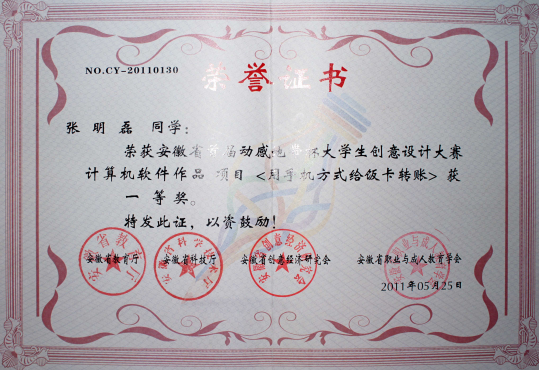 NO.CY-20110130
荣誉证书
张明磊 同学:
荣获安徽省 届动感地带杯大学生创意设计大赛
计算机软件作品 项目 <用手机方式给饭卡转账> 获
一等奖。
特发此证,以资鼓励!
安徽省教育厅 安徽省科技厅 安徽省创意经济研究会 安徽省职业与成人教育学会
2011年05月25日